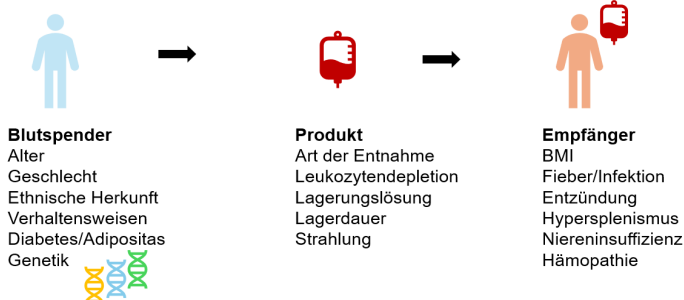 Blutspender
Alter
Geschlecht
Ethnische Herkunft
Verhaltensweisen
Diabetes/Adipositas
Genetik
Produkt
Art der Entnahme
Leukozytendepletion
Lagerungslösung
Lagerdauer
Strahlung
Empfänger
BMI
Fieber/Infektion
Entzündung
Hypersplenismus
Niereninsuffizienz
Hämopathie